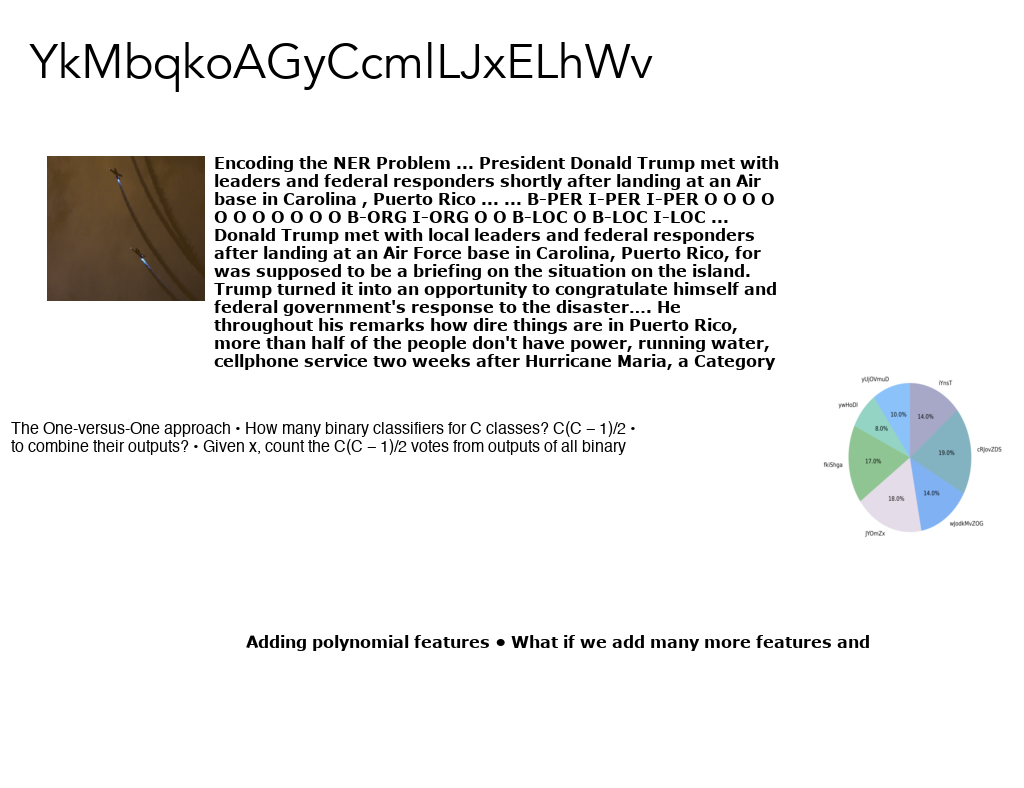 YkMbqkoAGyCcmlLJxELhWv
Encoding the NER Problem ... President Donald Trump met with
leaders and federal responders shortly after landing at an Air
base in Carolina , Puerto Rico ... ... B-PER I-PER I-PER O O O O
O O O O O O O B-ORG I-ORG O O B-LOC O B-LOC I-LOC ...
Donald Trump met with local leaders and federal responders
after landing at an Air Force base in Carolina, Puerto Rico, for
was supposed to be a briefing on the situation on the island.
Trump turned it into an opportunity to congratulate himself and
federal government's response to the disaster.... He
throughout his remarks how dire things are in Puerto Rico,
more than half of the people don't have power, running water,
cellphone service two weeks after Hurricane Maria, a Category
The One-versus-One approach • How many binary classifiers for C classes? C(C – 1)/2 •
to combine their outputs? • Given x, count the C(C – 1)/2 votes from outputs of all binary
yUjOVmuD
iYnsT
ywHoDl
10.0%
14.0%
8.0%
cRJovZDS
19.0%
fkiShga
17.0%
14.0%
18.0%
wJodkMvZOG
JYOmZx
Adding polynomial features • What if we add many more features and